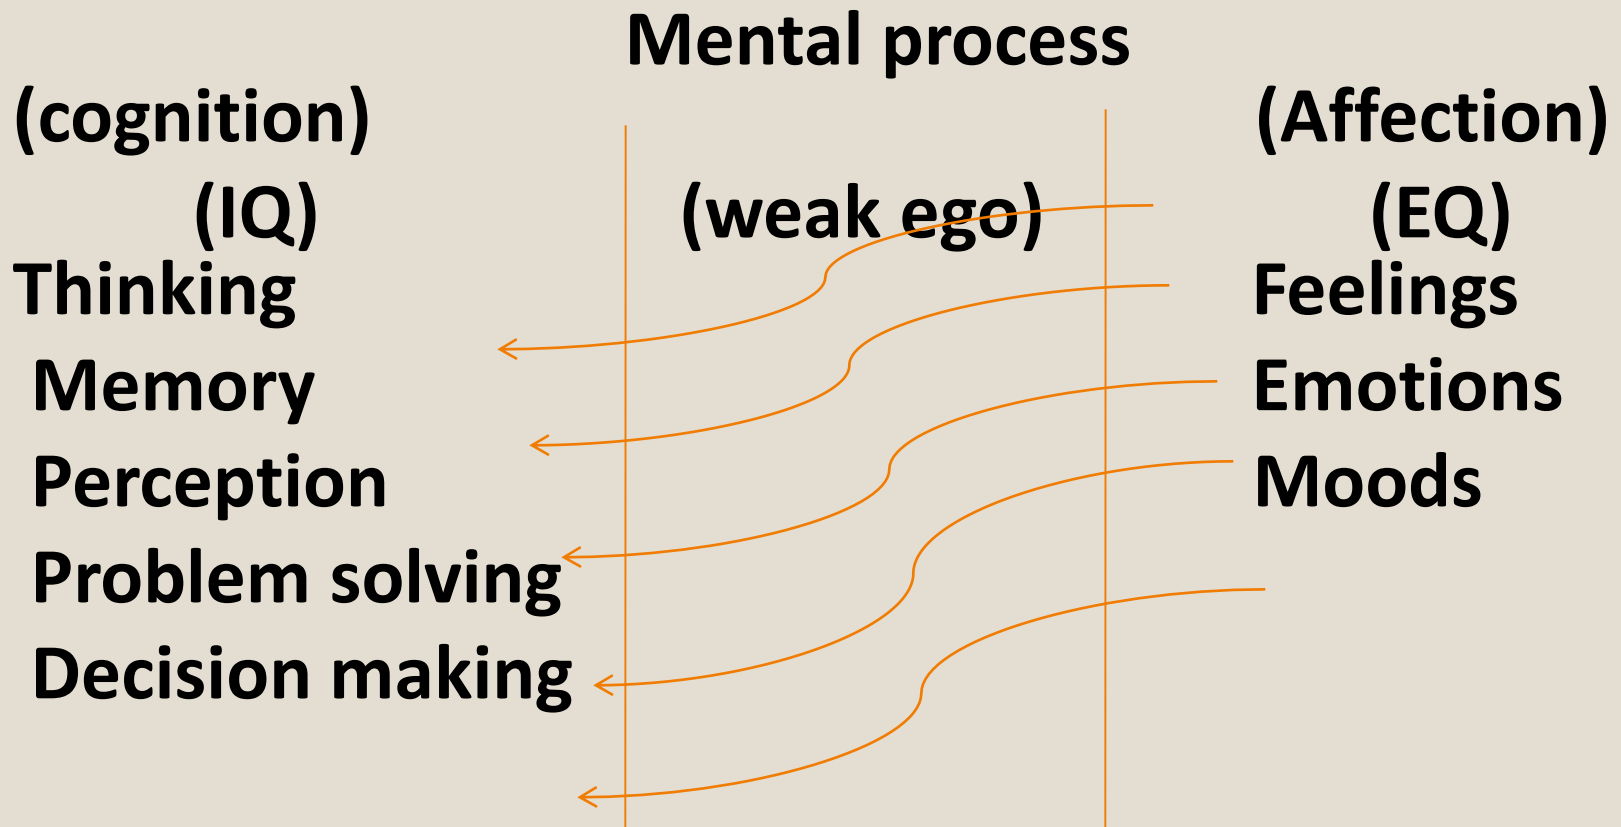 Mental process
(cognition) (Affection)
(IQ) (weak ego) (EQ)
Thinking Feelings
Memory Emotions
Perception Moods
Problem solving
Decision making